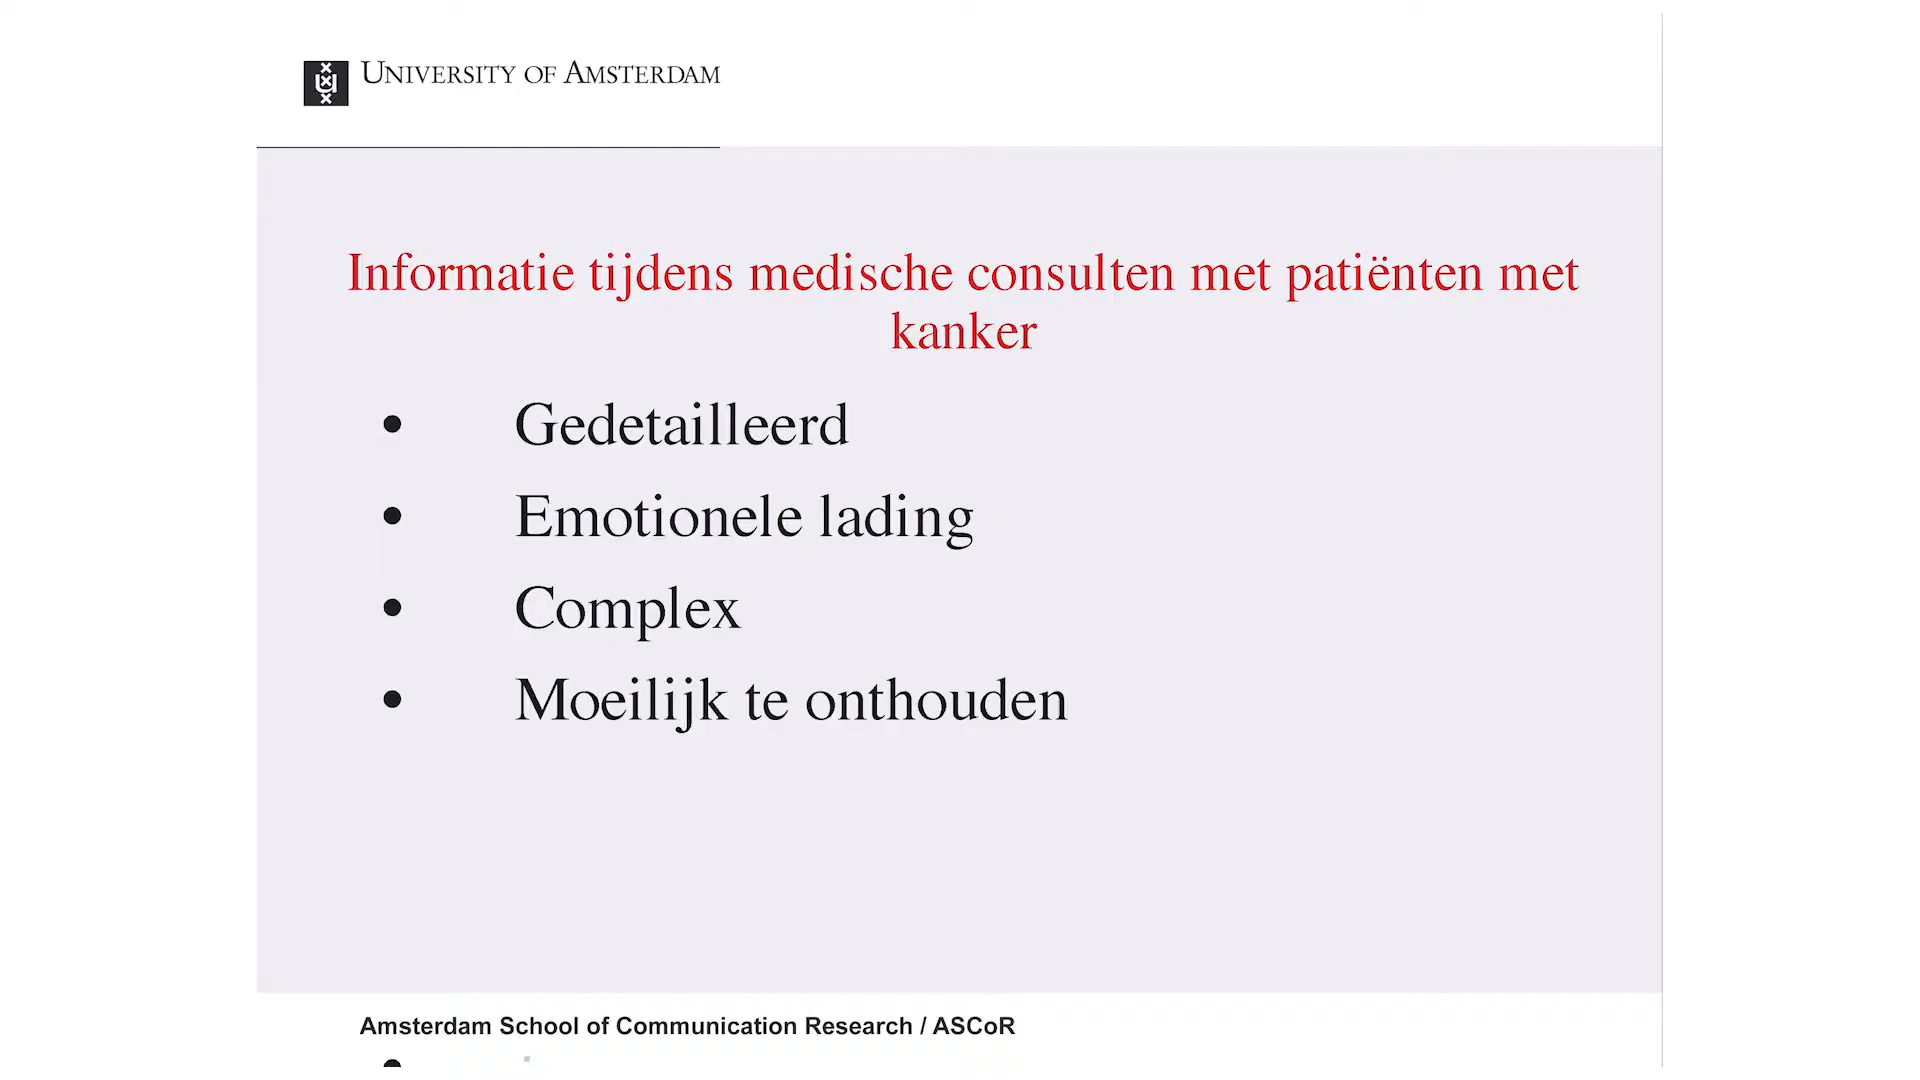 University of Amsterdam
Informatie tijdens medische consulten met patiënten met
kanker
• Gedetailleerd
• Emotionele lading
• Complex
• Moeilijk te onthouden
Amsterdam School of Communication Research / ASCoR